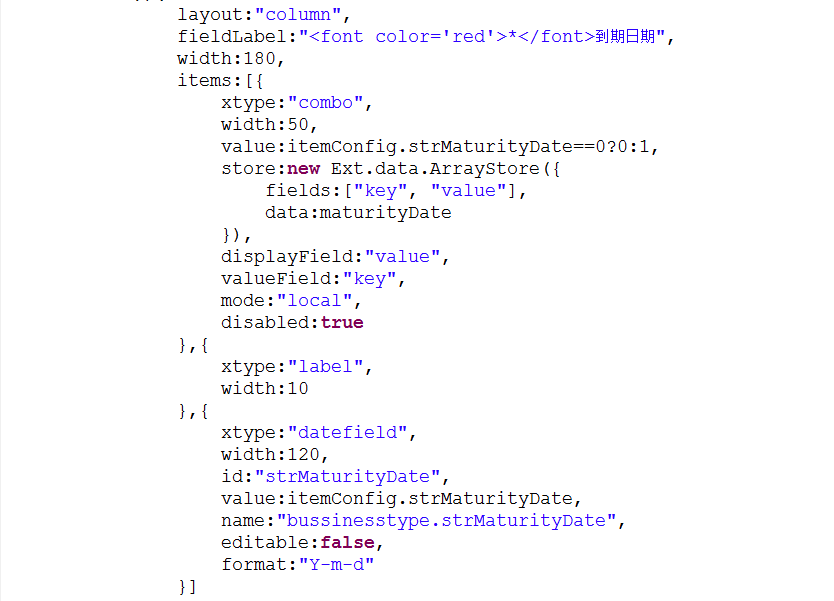 layout:"column",
fieldLabel:"<font color='red'>*</font>到期日期",
width:180,
items:[{
xtype:"combo",
width:50,
value:itemConfig.strMaturityDate==0?0:1,
store:new Ext.data.ArrayStore({
fields:["key", "value"],
data:maturityDate
}),
displayField:"value",
valueField:"key",
mode:"local",
disabled:true
},{
xtype:"label",
width:10
},{
xtype:"datefield",
width:120,
id:"strMaturityDate",
value:itemConfig.strMaturityDate,
name:"bussinesstype.strMaturityDate",
editable:false,
format:"Y-m-d"
}]